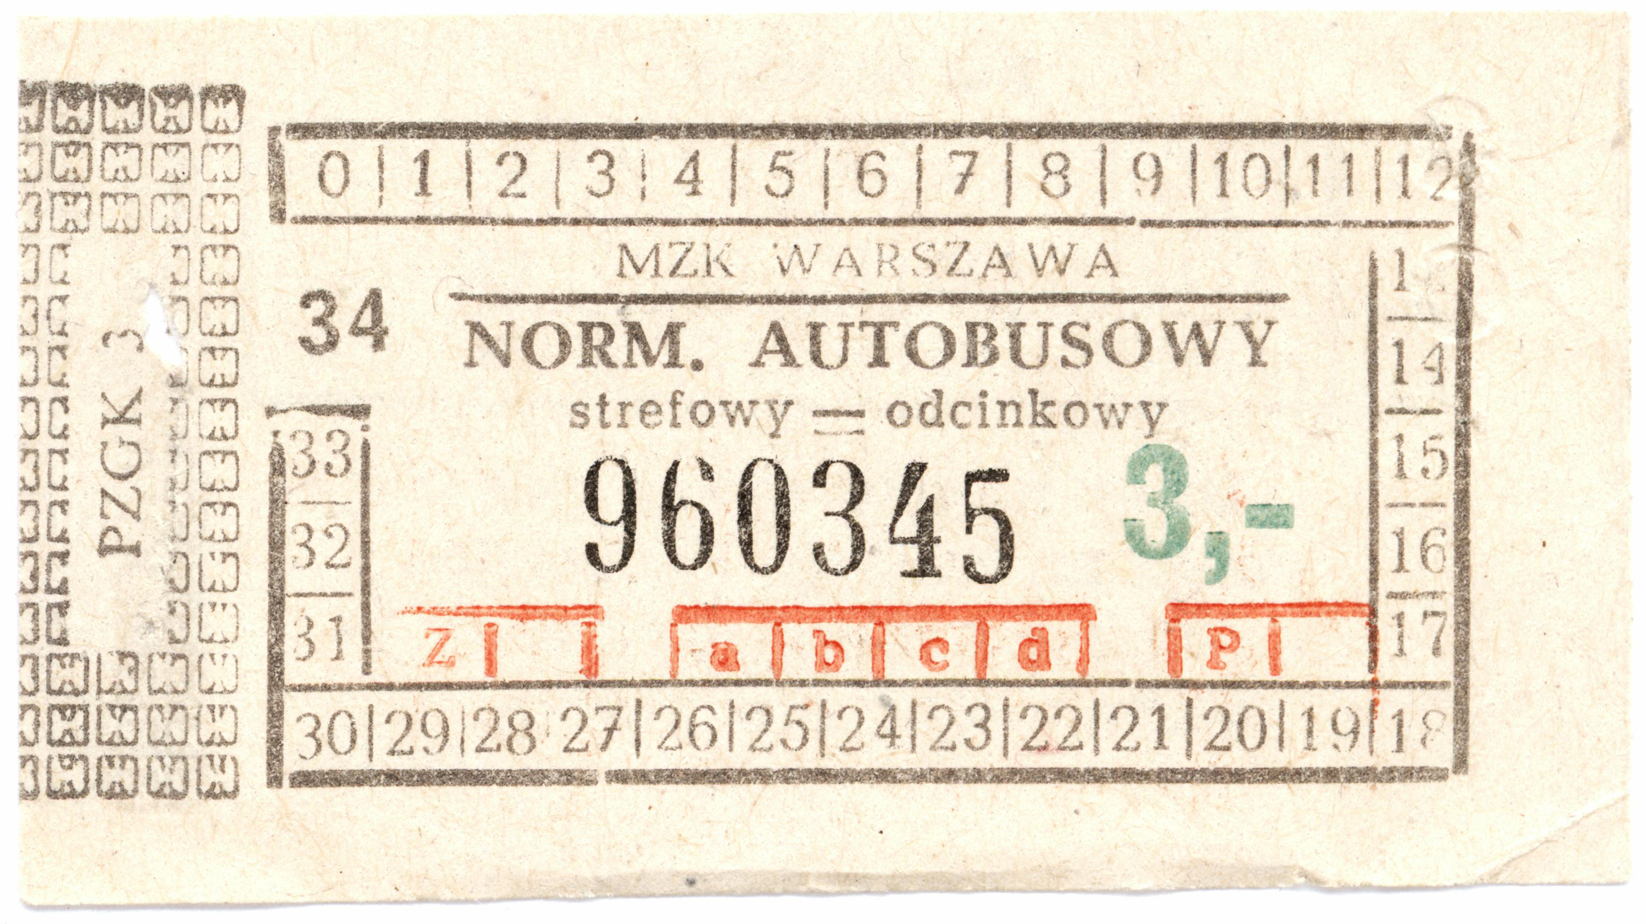 0 | 1 | 2 | 3 | 4 | 5 | 6 | 7 | 8 | 9 | 10 | 11 | 12
MZK WARSZAWA
34
NORM. AUTOBUSOWY
strefowy = odcinkowy
960345 3,-
Z a b c d P
14
15
16
17
33
32
31
30|29|28 27|26|25|24|23|22|21|20|19|18
PZGK 3